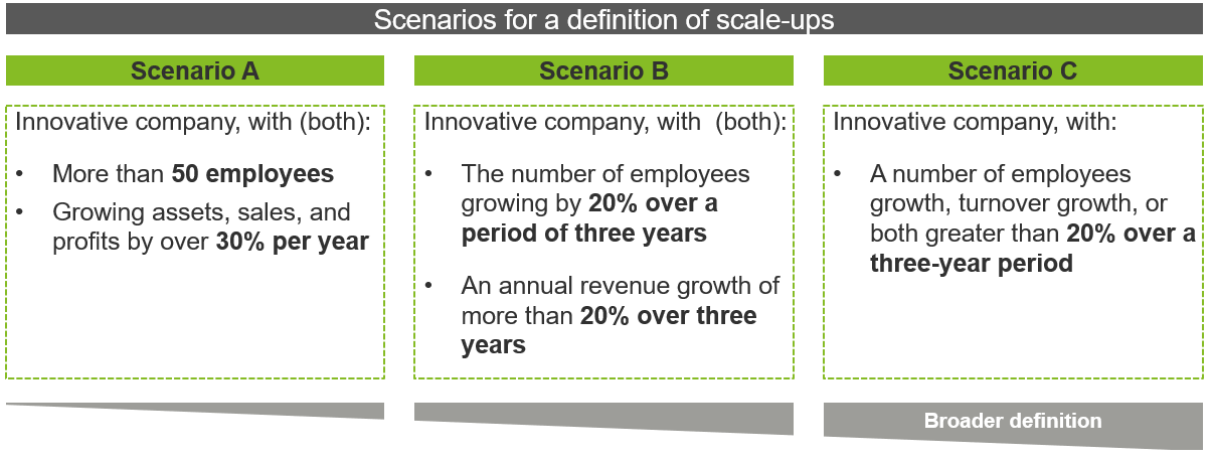 Scenarios for a definition of scale-ups
Scenario A
Innovative company, with (both):
• More than 50 employees
• Growing assets, sales, and
profits by over 30% per year
Scenario B
Innovative company, with (both):
• The number of employees
growing by 20% over a
period of three years
• An annual revenue growth of
more than 20% over three
years
Scenario C
Innovative company, with:
• A number of employees
growth, turnover growth, or
both greater than 20% over a
three-year period
Broader definition